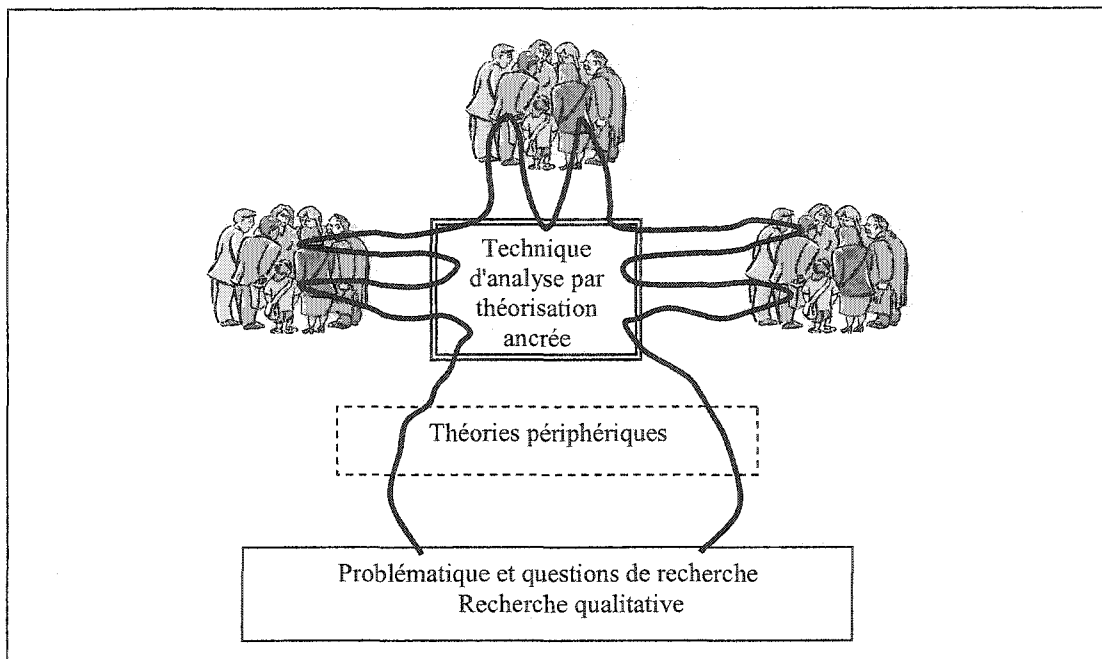 Technique
d'analyse par
théorisation
ancrée
Théories périphériques
Problématique et questions de recherche
Recherche qualitative